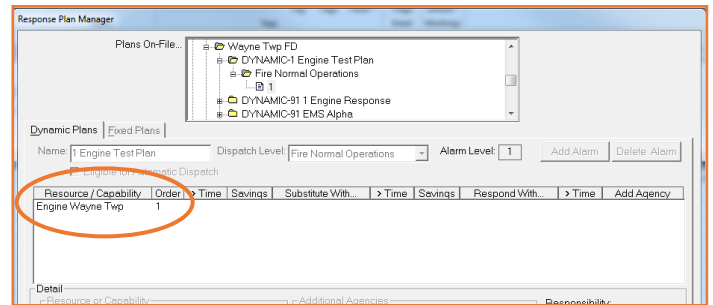 Response Plan Manager
Plans On-File...
Wayne Twp FD
DYNAMIC-1 Engine Test Plan
Fire Normal Operations
1
DYNAMIC-91 1 Engine Response
DYNAMIC-91 EMS Alpha
Dynamic Plans Fixed Plans
Name: 1 Engine Test Plan Dispatch Level: Fire Normal Operations Alarm Level: 1 Add Alarm Delete Alarm
Eligible for Automatic Dispatch
Resource / Capability Order > Time Savings Substitute With... > Time Savings Respond With... > Time Add Agency
Engine Wayne Twp 1
Detail
Resource or Capability Additional Agencies Responsibility: